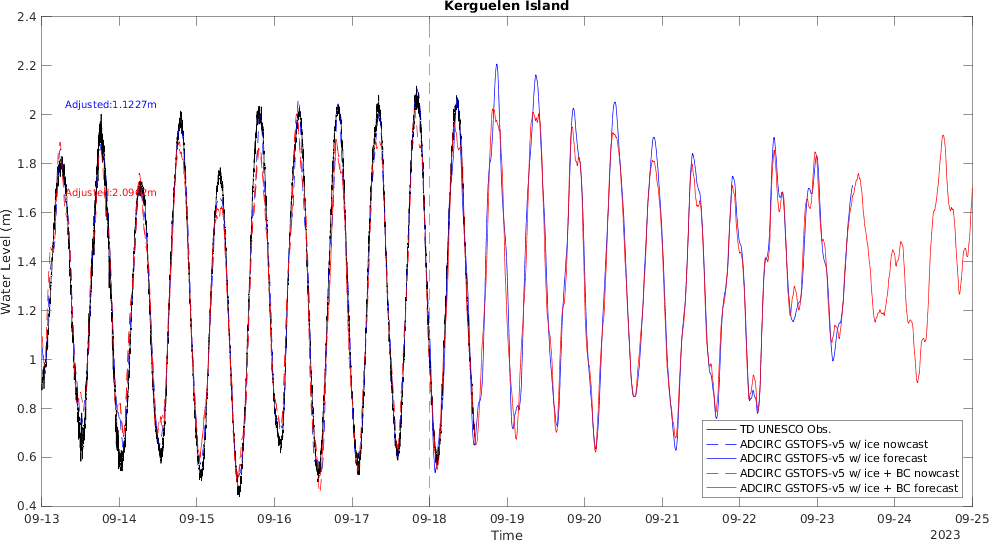 Kerguelen Island
2.4
2.2
2
1.8
1.6
1.4
1.2
1
0.8
0.6
0.4
Water Level (m)
Adjusted:1.1227m
TD UNESCO Obs.
ADCIRC GSTOFS-v5 w/ ice nowcast
ADCIRC GSTOFS-v5 w/ ice forecast
ADCIRC GSTOFS-v5 w/ ice + BC nowcast
ADCIRC GSTOFS-v5 w/ ice + BC forecast
09-13 09-14 09-15 09-16 09-17 09-18 09-19 09-20 09-21 09-22 09-23 09-24 09-25
Time
2023